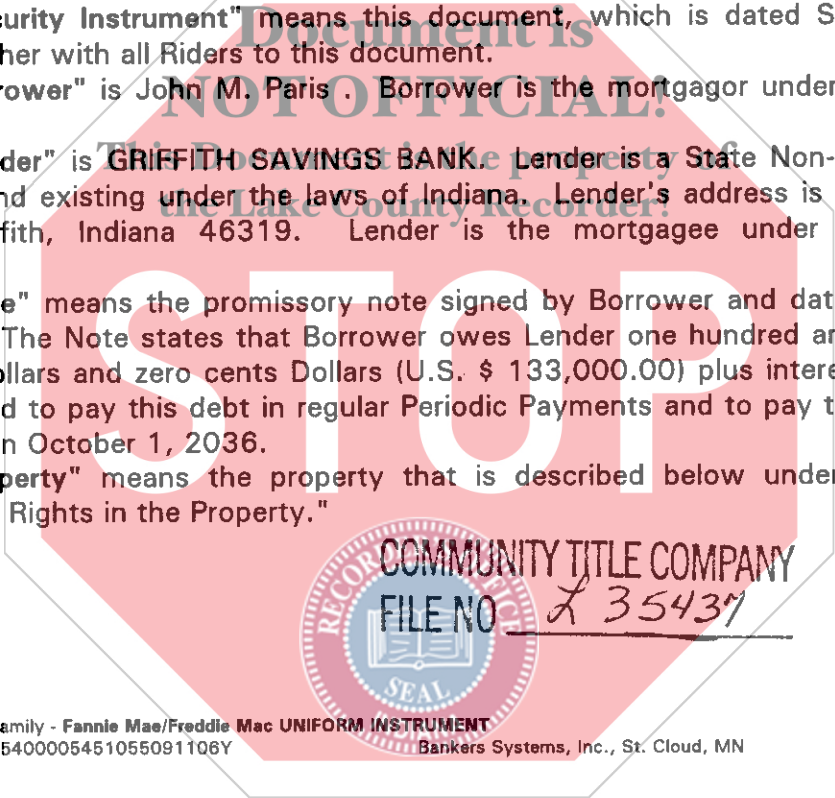 urity Instrument" means this document, which is dated S
her with all Riders to this document.
rower" is John M. Paris . Borrower is the mortgagor under
der" is GRIFFITH SAVINGS BANK. Lender is a State Non-
nd existing under the laws of Indiana. Lender's address is
fith, Indiana 46319. Lender is the mortgagee under
e" means the promissory note signed by Borrower and dat
The Note states that Borrower owes Lender one hundred an
ollars and zero cents Dollars (U.S. $ 133,000.00) plus intere
d to pay this debt in regular Periodic Payments and to pay t
n October 1, 2036.
perty" means the property that is described below under
Rights in the Property."
Document is
NOT OFFICIAL!
This Document is the property of
the Lake County Recorder!
STOP
COMMUNITY TITLE COMPANY
FILE NO L 35437
RECORDER'S OFFICE
SEAL
INDIANA
amily - Fannie Mae/Freddie Mac UNIFORM INSTRUMENT
5400005451055091106Y Bankers Systems, Inc., St. Cloud, MN